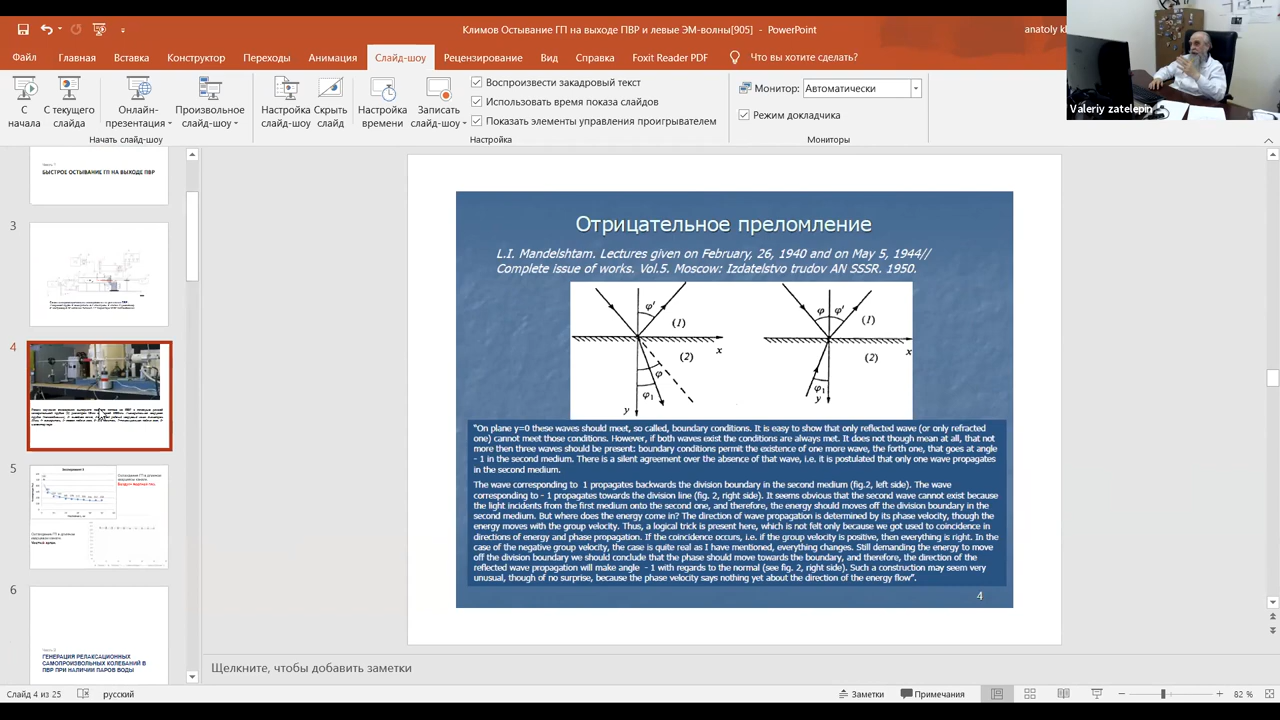 Климов Остывание ГП на выходе ПВР и левые ЭМ-волны[905] - PowerPoint
anatoly kl
Valeriy zatelepin
Файл Главная Вставка Конструктор Переходы Анимация Слайд-шоу Рецензирование Вид Справка Foxit Reader PDF Что вы хотите сделать?
С начала
С текущего слайда
Онлайн-презентация
Произвольное слайд-шоу
Начать слайд-шоу
Настройка слайд-шоу
Скрыть слайд
Настройка времени
Записать слайд-шоу
Воспроизвести закадровый текст
Использовать время показа слайдов
Показать элементы управления проигрывателем
Настройка
Монитор: Автоматически
Режим докладчика
Мониторы
Часть 1
БЫСТРОЕ ОСТЫВАНИЕ ГП НА ВЫХОДЕ ПВР
3
4
5
6
ГЕНЕРАЦИЯ РЕЛАКСАЦИОННЫХ
САМОПРОИЗВОЛЬНЫХ КОЛЕБАНИЙ В
ПВР ПРИ НАЛИЧИИ ПАРОВ ВОДЫ
Отрицательное преломление
L.I. Mandelshtam. Lectures given on February, 26, 1940 and on May 5, 1944//
Complete issue of works. Vol.5. Moscow: Izdatelstvo trudov AN SSSR. 1950.
φ' (1) (2) x φ φ₁ y
φ φ' (1) (2) x φ₁ y
"On plane y=0 these waves should meet, so called, boundary conditions. It is easy to show that only reflected wave (or only refracted
one) cannot meet those conditions. However, if both waves exist the conditions are always met. It does not though mean at all, that not
more then three waves should be present: boundary conditions permit the existence of one more wave, the forth one, that goes at angle
- 1 in the second medium. There is a silent agreement over the absence of that wave, i.e. it is postulated that only one wave propagates
in the second medium.
The wave corresponding to 1 propagates backwards the division boundary in the second medium (fig.2, left side). The wave
corresponding to - 1 propagates towards the division line (fig. 2, right side). It seems obvious that the second wave cannot exist because
the light incidents from the first medium onto the second one, and therefore, the energy should moves off the division boundary in the
second medium. But where does the energy come in? The direction of wave propagation is determined by its phase velocity, though the
energy moves with the group velocity. Thus, a logical trick is present here, which is not felt only because we got used to coincidence in
directions of energy and phase propagation. If the coincidence occurs, i.e. if the group velocity is positive, then everything is right. In the
case of the negative group velocity, the case is quite real as I have mentioned, everything changes. Still demanding the energy to move
off the division boundary we should conclude that the phase should move towards the boundary, and therefore, the direction of the
reflected wave propagation will make angle - 1 with regards to the normal (see fig. 2, right side). Such a construction may seem very
unusual, though of no surprise, because the phase velocity says nothing yet about the direction of the energy flow".
4
Щелкните, чтобы добавить заметки
Слайд 4 из 25 русский Заметки Примечания 82 %